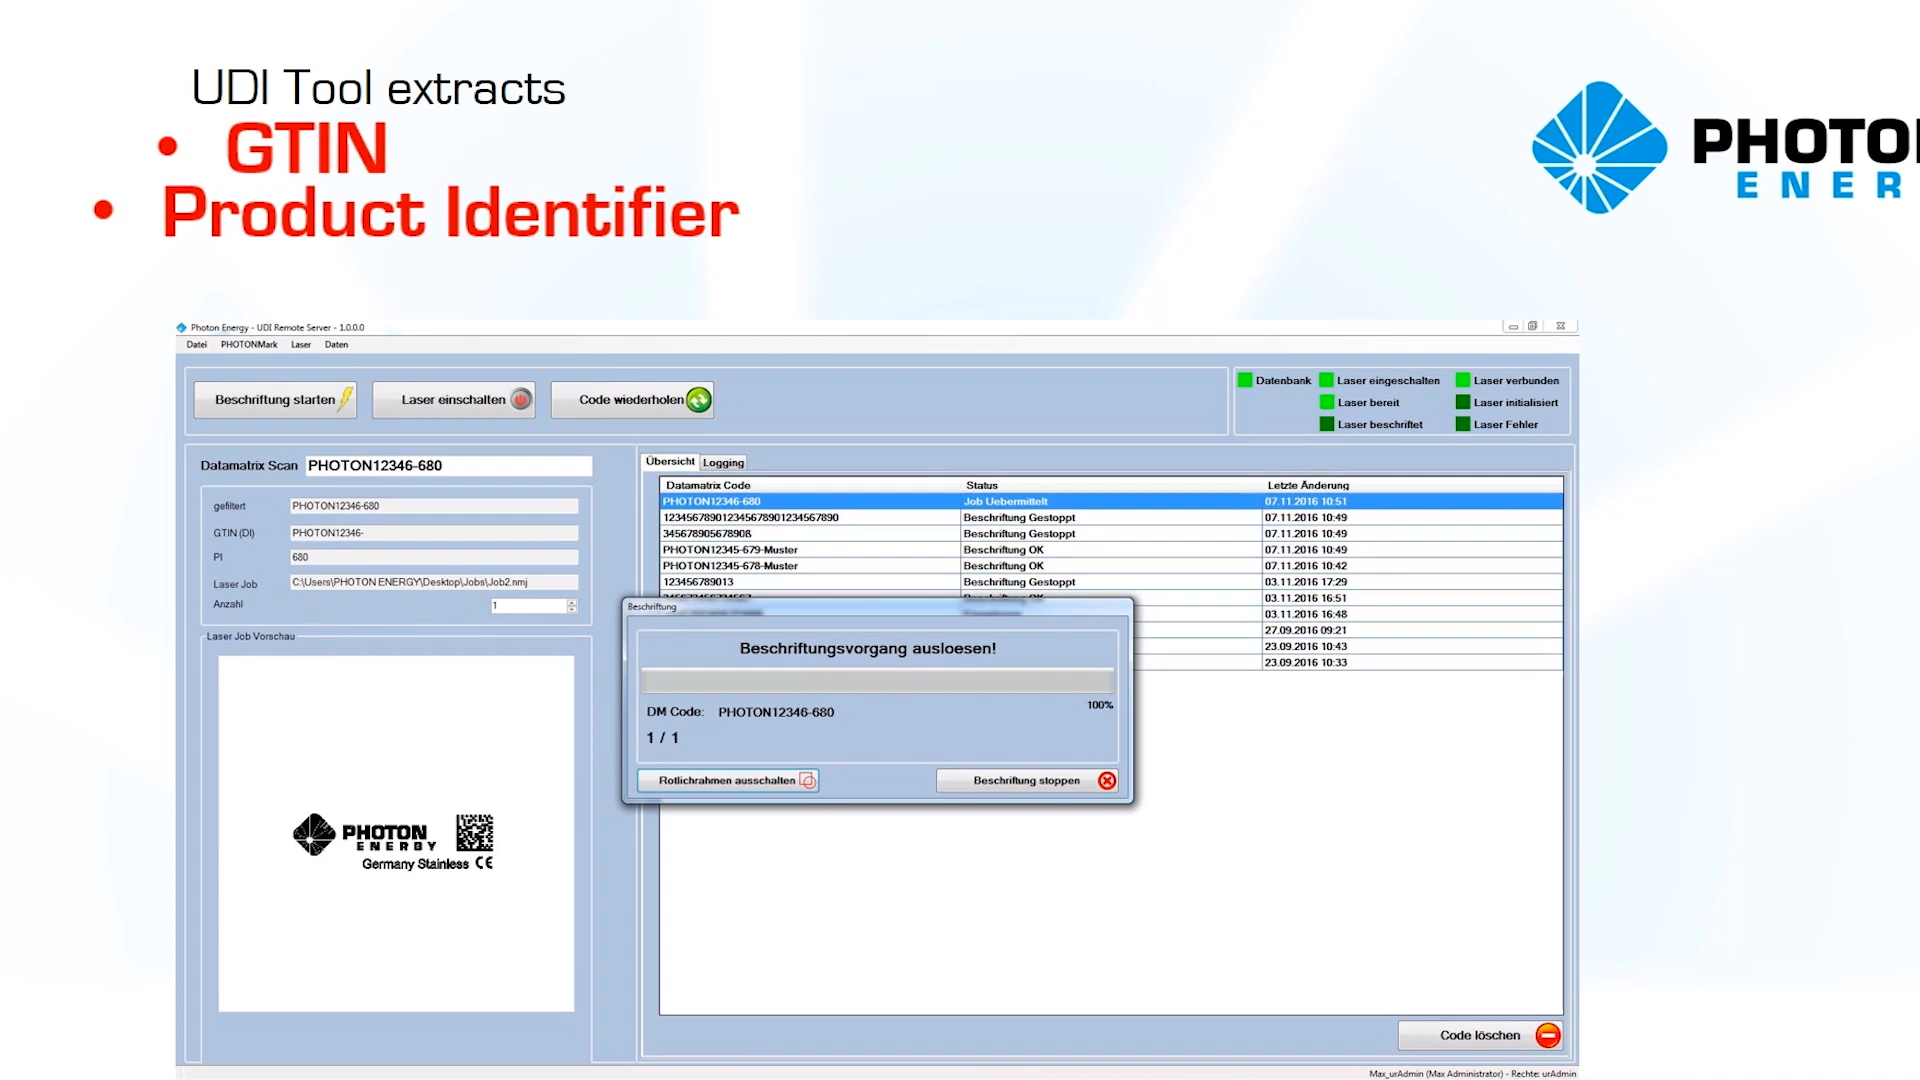 UDI Tool extracts
• GTIN
• Product Identifier
PHOTO
ENER
Photon Energy - UDI Remote Server - 1.0.0.0
Datei PHOTONMark Laser Daten
Beschriftung starten
Laser einschalten
Code wiederholen
Datenbank Laser eingeschalten Laser verbunden
Laser bereit Laser initialisiert
Laser beschriftet Laser Fehler
Datamatrix Scan PHOTON12346-680
gefiltert PHOTON12346-680
GTIN (DI) PHOTON12346-
PI 680
Laser Job C:\Users\PHOTON ENERGY\Desktop\Jobs\Job2.nmj
Anzahl 1
Laser Job Vorschau
PHOTON
ENERGY
Germany Stainless CE
Übersicht Logging
Datamatrix Code Status Letzte Änderung
PHOTON12346-680 Job Uebermittelt 07.11.2016 10:51
123456789012345678901234567890 Beschriftung Gestoppt 07.11.2016 10:49
345678905678908 Beschriftung Gestoppt 07.11.2016 10:49
PHOTON12345-679-Muster Beschriftung OK 07.11.2016 10:49
PHOTON12345-678-Muster Beschriftung OK 07.11.2016 10:42
123456789013 Beschriftung Gestoppt 03.11.2016 17:29
Beschriftung OK 03.11.2016 16:51
03.11.2016 16:48
27.09.2016 09:21
23.09.2016 10:43
23.09.2016 10:33
Beschriftung
Beschriftungsvorgang ausloesen!
100%
DM Code: PHOTON12346-680
1 / 1
Rotlichrahmen ausschalten
Beschriftung stoppen
Code löschen
Max_urAdmin (Max Administrator) - Rechte: urAdmin